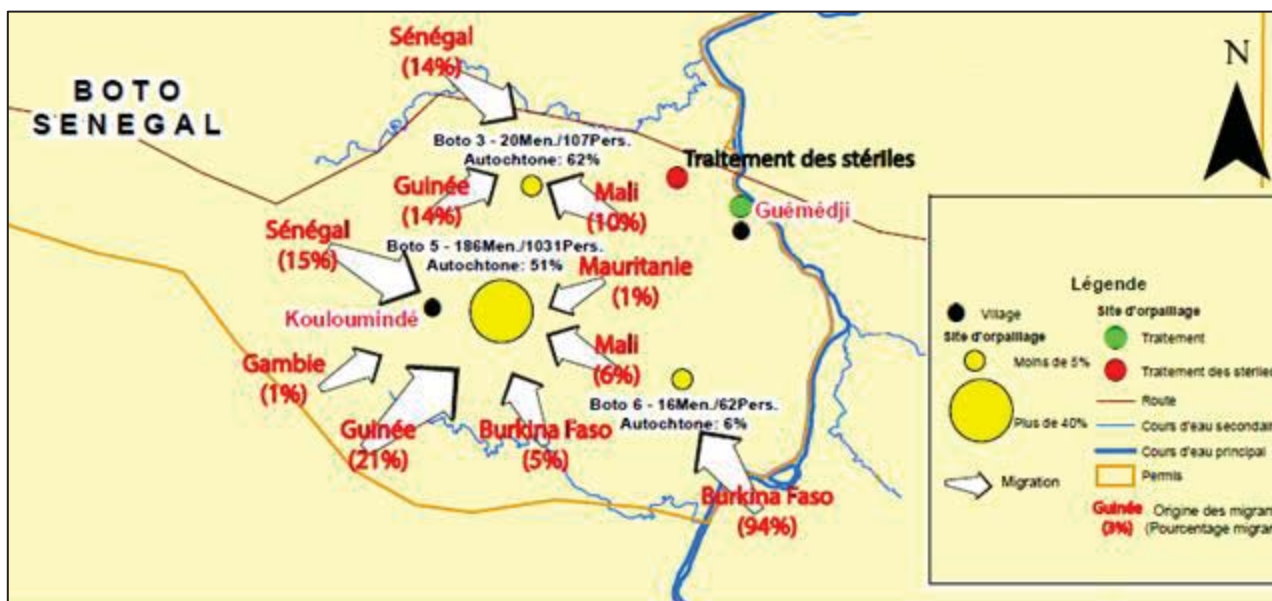 BOTO
SENEGAL
Sénégal
(14%)
Boto 3 - 20Men./107Pers.
Autochtone: 62%
Guinée
(14%)
Mali
(10%)
Traitement des stériles
Guémédji
Sénégal
(15%)
Boto 5 - 186Men./1031Pers.
Autochtone: 51%
Mauritanie
(1%)
Kouloumindé
Mali
(6%)
Gambie
(1%)
Guinée
(21%)
Burkina Faso
(5%)
Boto 6 - 16Men./62Pers.
Autochtone: 6%
Burkina Faso
(94%)
N
Légende
Village
Site d'orpaillage
Moins de 5%
Plus de 40%
Migration
Site d'orpaillage
Traitement
Traitement des stériles
Route
Cours d'eau secondair
Cours d'eau principal
Permis
Guinée Origine des migran
(3%) (Pourcentage migran